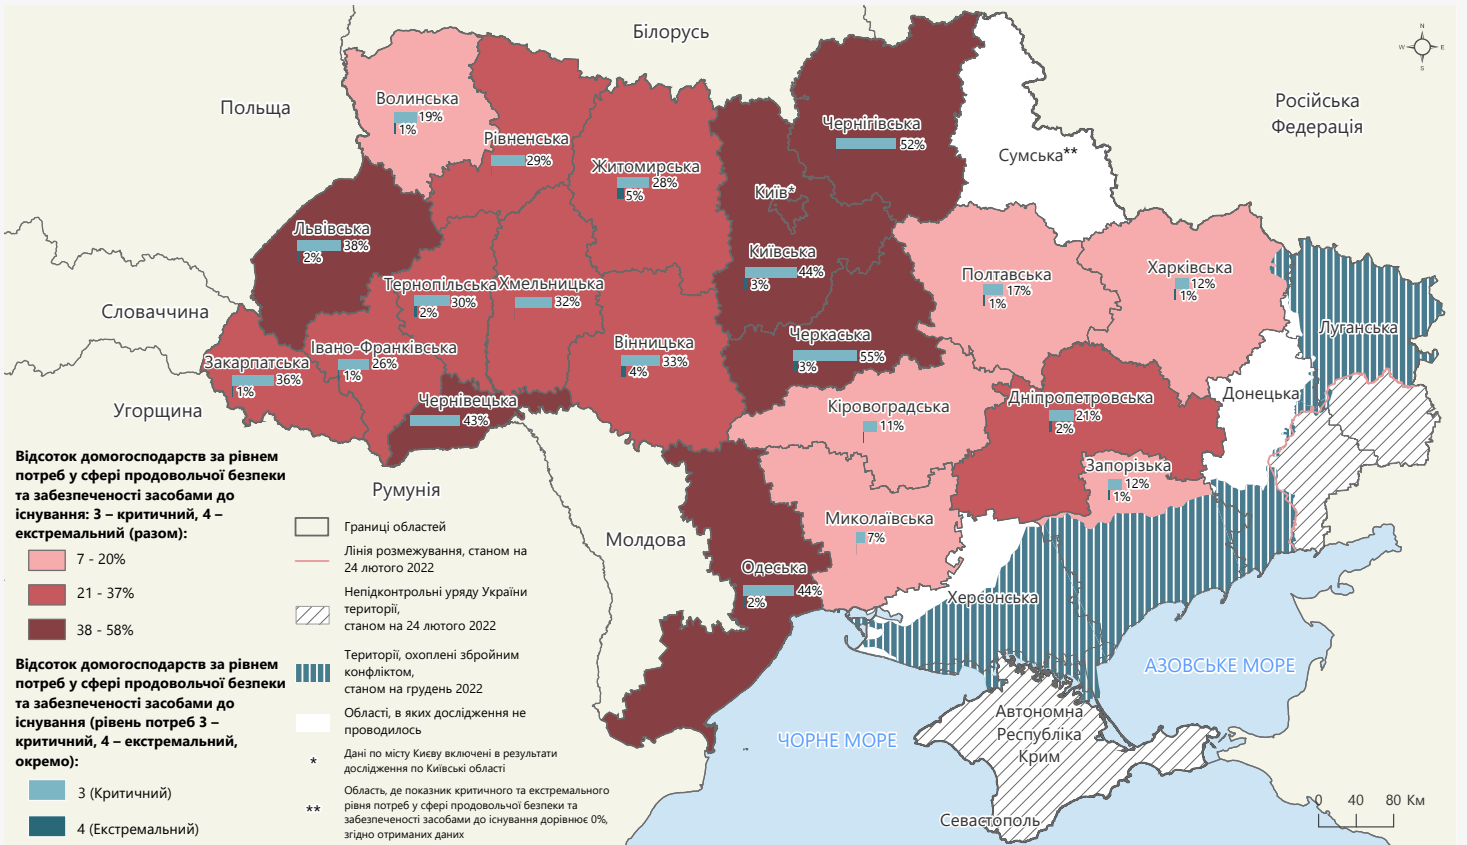 Білорусь
N
W
E
S
Польща
Російська
Федерація
Волинська
19%
1%
Рівненська
29%
Житомирська
28%
5%
Чернігівська
52%
Сумська**
Київ*
Львівська
38%
2%
Київська
44%
3%
Тернопільська
30%
2%
Хмельницька
32%
Полтавська
17%
1%
Харківська
12%
1%
Словаччина
Луганська
Закарпатська
36%
1%
Івано-Франківська
26%
1%
Вінницька
33%
4%
Черкаська
55%
3%
Угорщина
Чернівецька
43%
Кіровоградська
11%
Дніпропетровська
21%
2%
Донецька
Запорізька
12%
1%
Румунія
Молдова
Миколаївська
7%
Одеська
44%
2%
Херсонська
АЗОВСЬКЕ МОРЕ
ЧОРНЕ МОРЕ
Автономна
Республіка
Крим
Севастополь
0 40 80 Км
Відсоток домогосподарств за рівнем
потреб у сфері продовольчої безпеки
та забезпеченості засобами до
існування: 3 – критичний, 4 –
екстремальний (разом):
7 - 20%
21 - 37%
38 - 58%
Відсоток домогосподарств за рівнем
потреб у сфері продовольчої безпеки
та забезпеченості засобами до
існування (рівень потреб 3 –
критичний, 4 – екстремальний,
окремо):
3 (Критичний)
4 (Екстремальний)
Границі областей
Лінія розмежування, станом на
24 лютого 2022
Непідконтрольні уряду України
території,
станом на 24 лютого 2022
Території, охоплені збройним
конфліктом,
станом на грудень 2022
Області, в яких дослідження не
проводилось
* Дані по місту Києву включені в результати
дослідження по Київські області
** Область, де показник критичного та екстремального
рівня потреб у сфері продовольчої безпеки та
забезпеченості засобами до існування дорівнює 0%,
згідно отриманих даних